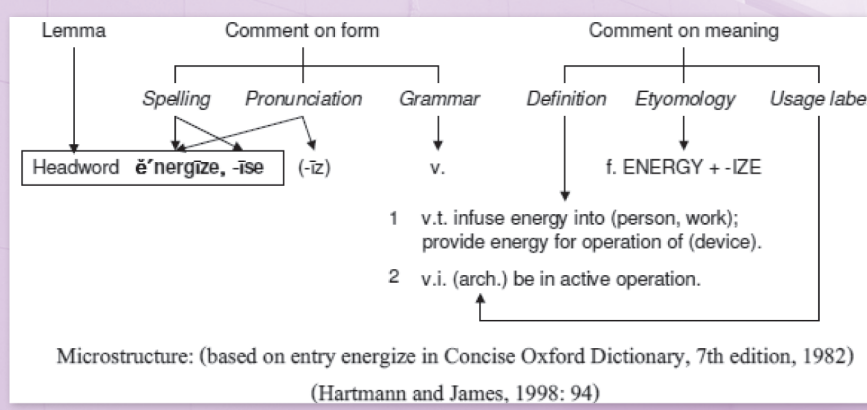 Lemma Comment on form Comment on meaning
Spelling Pronunciation Grammar Definition Etyomology Usage labe
Headword ĕ′nergīze, -īse (-īz) v. f. ENERGY + -IZE
1 v.t. infuse energy into (person, work);
provide energy for operation of (device).
2 v.i. (arch.) be in active operation.
Microstructure: (based on entry energize in Concise Oxford Dictionary, 7th edition, 1982)
(Hartmann and James, 1998: 94)